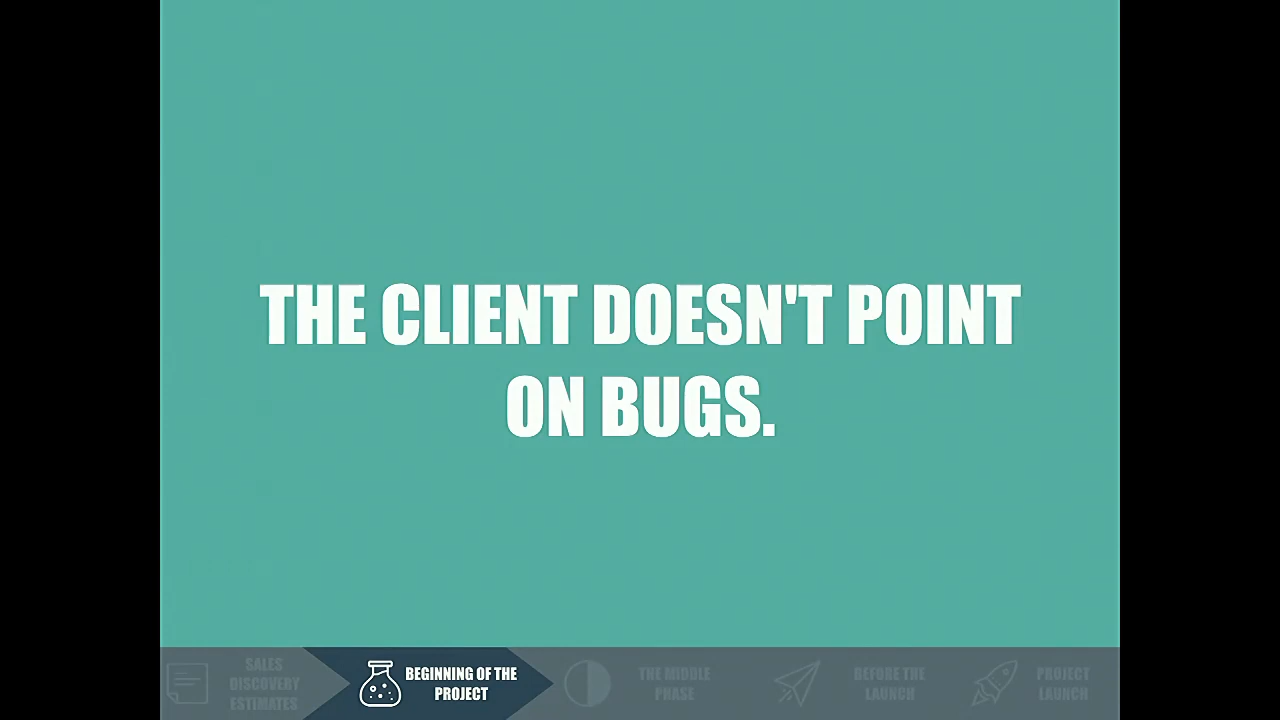 THE CLIENT DOESN'T POINT
ON BUGS.
SALES
DISCOVERY
ESTIMATES
BEGINNING OF THE
PROJECT
THE MIDDLE
PHASE
BEFORE THE
LAUNCH
PROJECT
LAUNCH